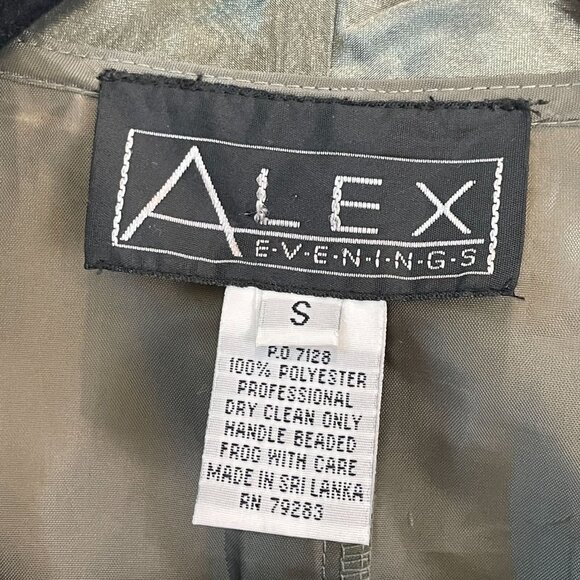 ALEX
E·V·E·N·I·N·G·S
S
P.O 7128
100% POLYESTER
PROFESSIONAL
DRY CLEAN ONLY
HANDLE BEADED
FROG WITH CARE
MADE IN SRI LANKA
RN 79283